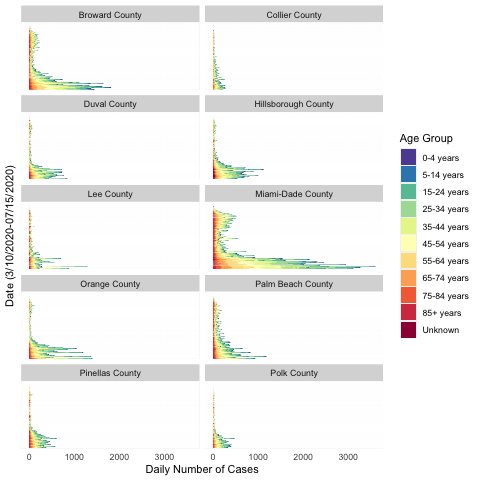 Broward County
Collier County
Duval County
Hillsborough County
Lee County
Miami-Dade County
Orange County
Palm Beach County
Pinellas County
Polk County
Date (3/10/2020-07/15/2020)
0 1000 2000 3000
0 1000 2000 3000
Daily Number of Cases
Age Group
0-4 years
5-14 years
15-24 years
25-34 years
35-44 years
45-54 years
55-64 years
65-74 years
75-84 years
85+ years
Unknown